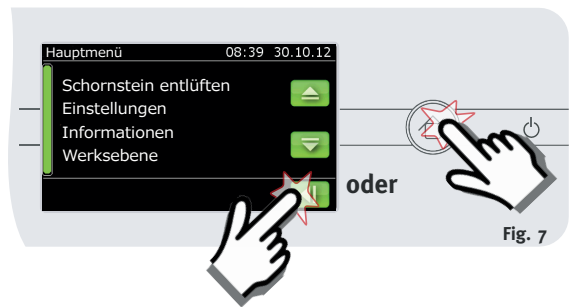 Hauptmenü 08:39 30.10.12
Schornstein entlüften
Einstellungen
Informationen
Werksebene
oder
Fig. 7